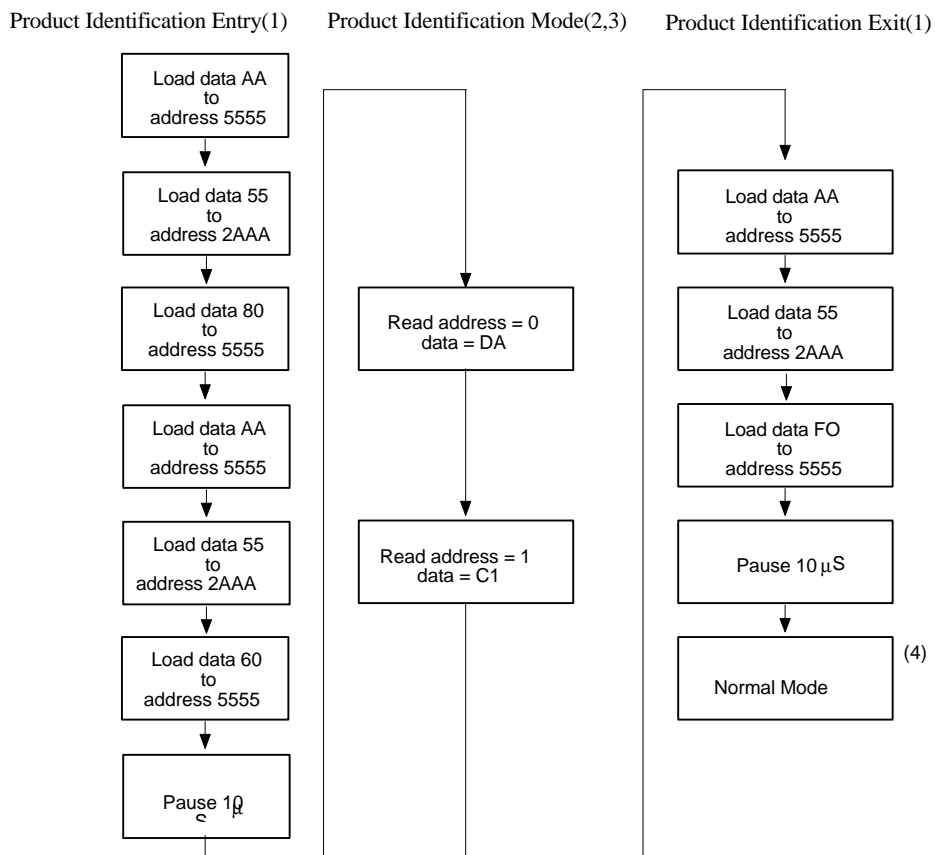 Product Identification Entry(1)
Product Identification Mode(2,3)
Product Identification Exit(1)
Load data AA
to
address 5555
Load data 55
to
address 2AAA
Load data 80
to
address 5555
Load data AA
to
address 5555
Load data 55
to
address 2AAA
Load data 60
to
address 5555
Pause 10
S μ
Read address = 0
data = DA
Read address = 1
data = C1
Load data AA
to
address 5555
Load data 55
to
address 2AAA
Load data FO
to
address 5555
Pause 10 μS
Normal Mode
(4)